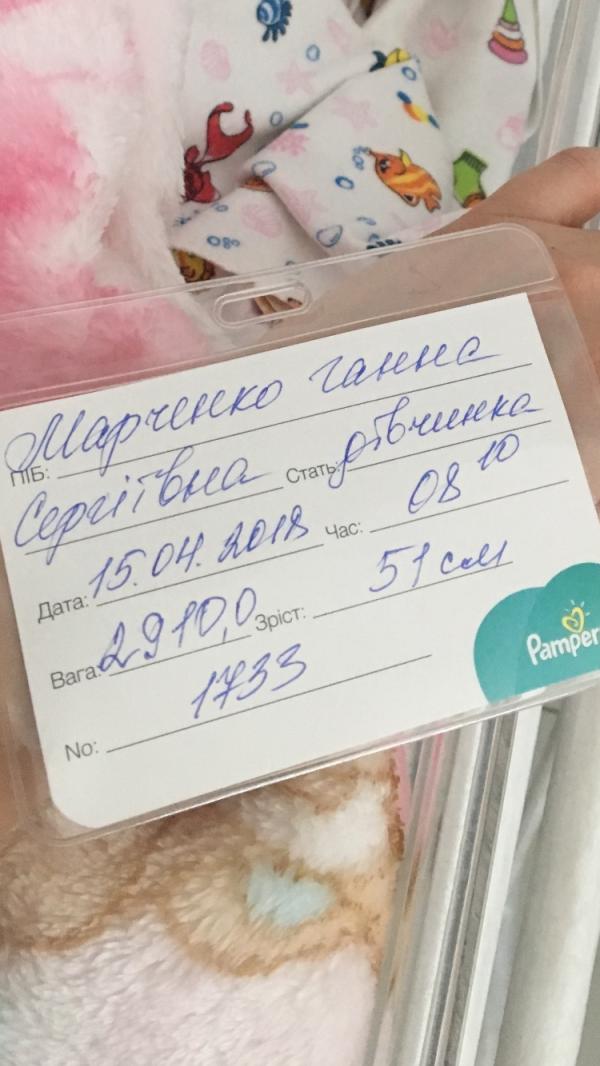 Марченко Ганна
ПІБ:
Сергіївна Стать: дівчинка
Дата: 15.04.2018 Час: 08 10
Вага: 2910,0 Зріст: 51 см
No: 1733
Pamper